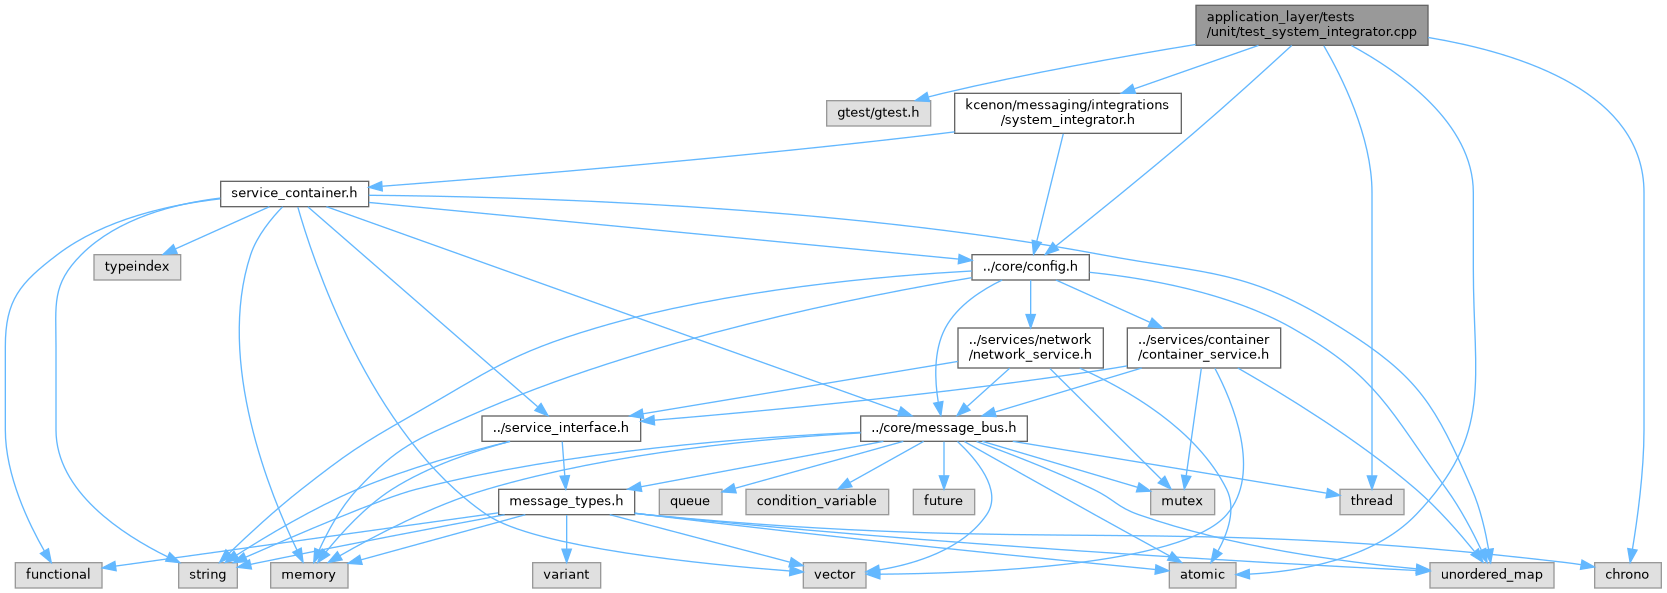 application_layer/tests
/unit/test_system_integrator.cpp
gtest/gtest.h
kcenon/messaging/integrations
/system_integrator.h
service_container.h
typeindex
../core/config.h
../services/network
/network_service.h
../services/container
/container_service.h
../service_interface.h
../core/message_bus.h
message_types.h
queue
condition_variable
future
mutex
thread
functional
string
memory
variant
vector
atomic
unordered_map
chrono